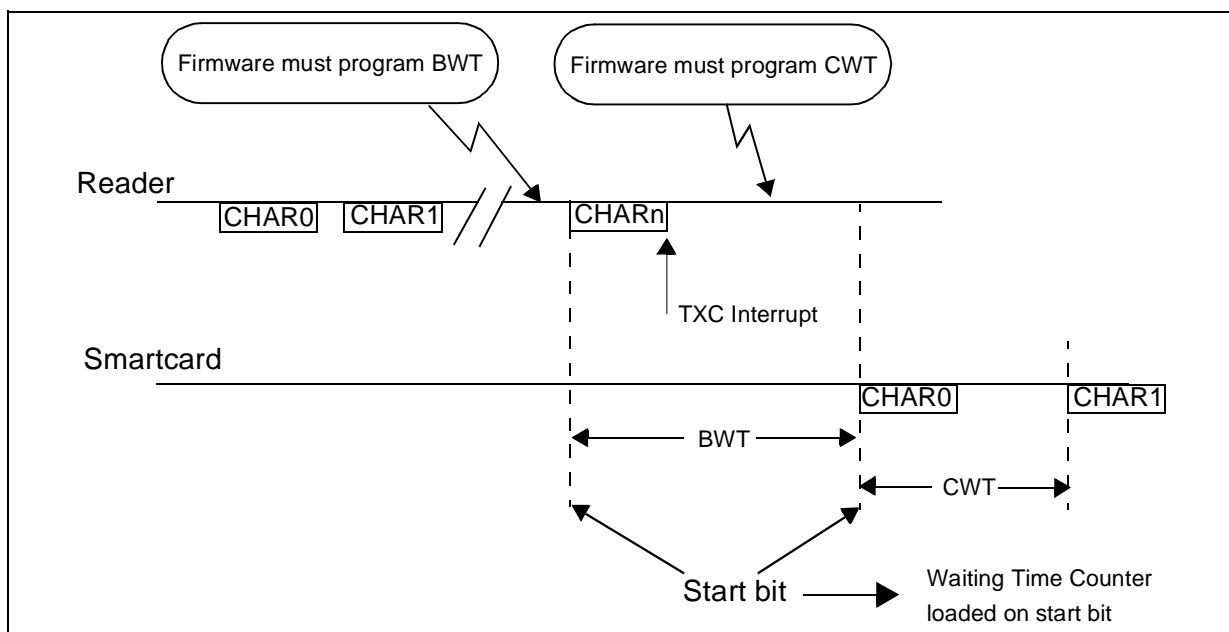 Firmware must program BWT
Firmware must program CWT
Reader
CHAR0
CHAR1
CHARn
TXC Interrupt
Smartcard
CHAR0
CHAR1
BWT
CWT
Start bit
Waiting Time Counter
loaded on start bit